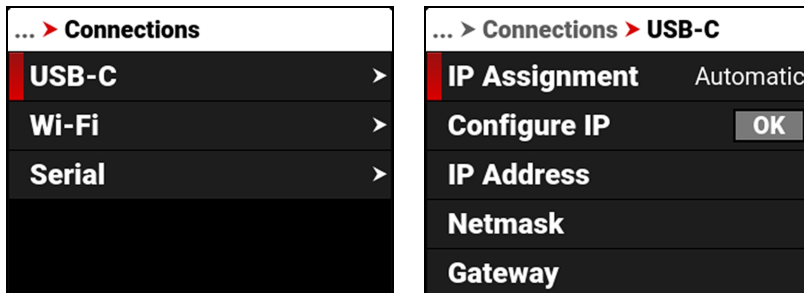 ... > Connections
USB-C >
Wi-Fi >
Serial >
... > Connections > USB-C
IP Assignment Automatic
Configure IP OK
IP Address
Netmask
Gateway